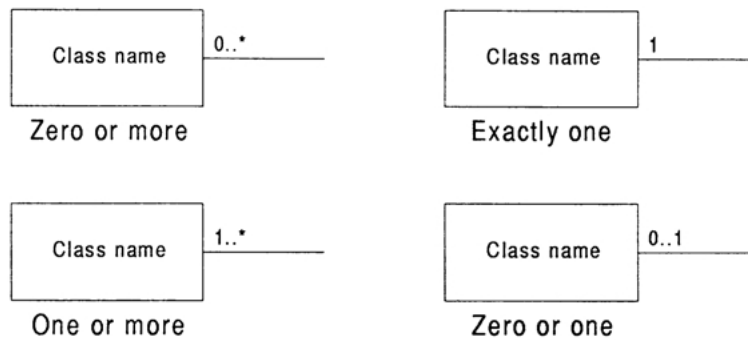 Class name 0..*
Zero or more
Class name 1
Exactly one
Class name 1..*
One or more
Class name 0..1
Zero or one